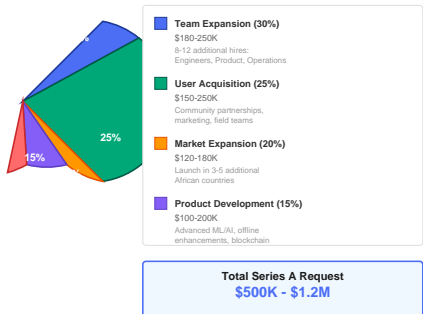 Team Expansion (30%)
$180-250K
8-12 additional hires:
Engineers, Product, Operations
User Acquisition (25%)
$150-250K
Community partnerships,
marketing, field teams
Market Expansion (20%)
$120-180K
Launch in 3-5 additional
African countries
Product Development (15%)
$100-200K
Advanced ML/AI, offline
enhancements, blockchain
25%
15%
Total Series A Request
$500K - $1.2M